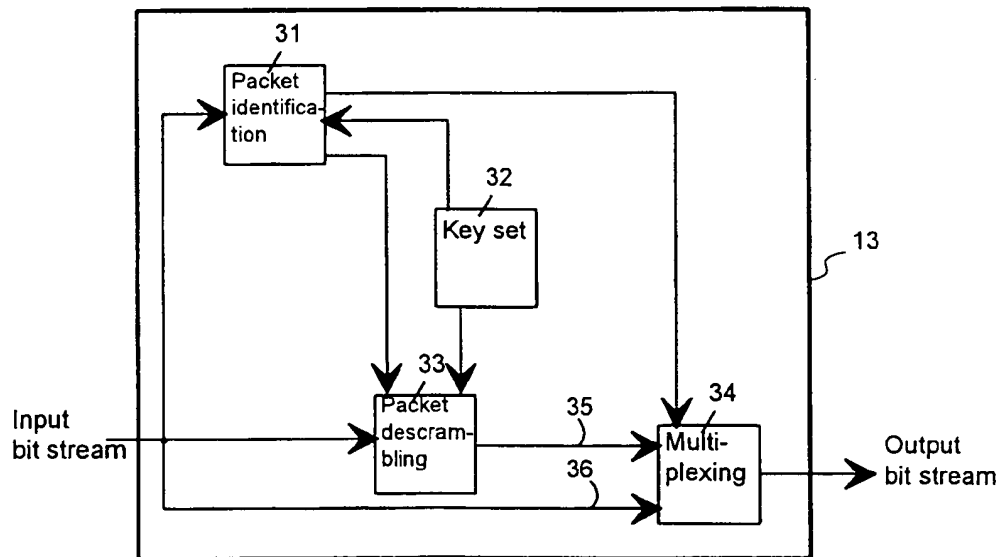 31
Packet
identifica-
tion
32
Key set
13
33
Packet
descram-
bling
Input
bit stream
35
36
34
Multi-
plexing
Output
bit stream